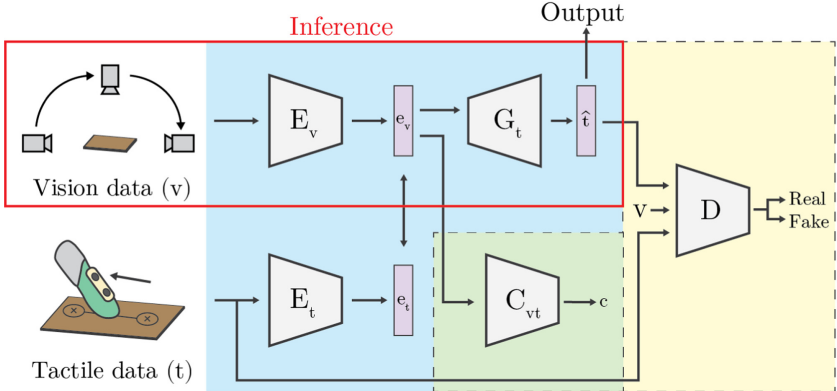 Output
Inference
E_v
e_v
G_t
t̂
Vision data (v)
v
D
Real
Fake
E_t
e_t
C_vt
c
Tactile data (t)